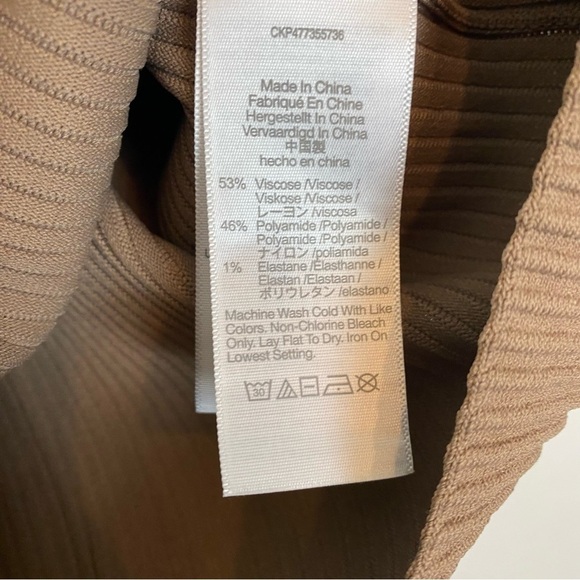 CKP477355736
Made In China
Fabriqué En Chine
Hergestellt In China
Vervaardigd In China
中国製
hecho en china
53% Viscose /Viscose /
Viskose /Viscose /
レーヨン /viscosa
46% Polyamide /Polyamide /
Polyamide /Polyamide /
ナイロン /poliamida
1% Elastane /Elasthanne /
Elastan /Elastaan /
ポリウレタン /elastano
Machine Wash Cold With Like
Colors. Non-Chlorine Bleach
Only. Lay Flat To Dry. Iron On
Lowest Setting.
30